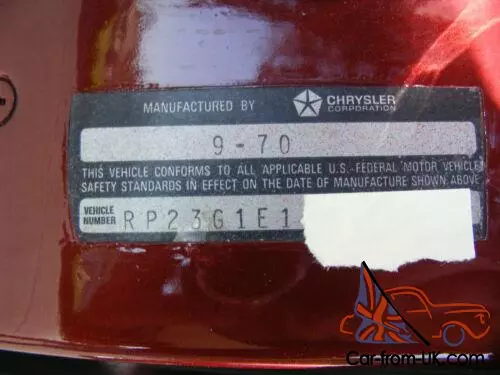 MANUFACTURED BY CHRYSLER CORPORATION
9-70
THIS VEHICLE CONFORMS TO ALL APPLICABLE U.S. FEDERAL MOTOR VEHICLE
SAFETY STANDARDS IN EFFECT ON THE DATE OF MANUFACTURE SHOWN ABOVE
VEHICLE NUMBER RP23G1E1
Car-from-UK.com